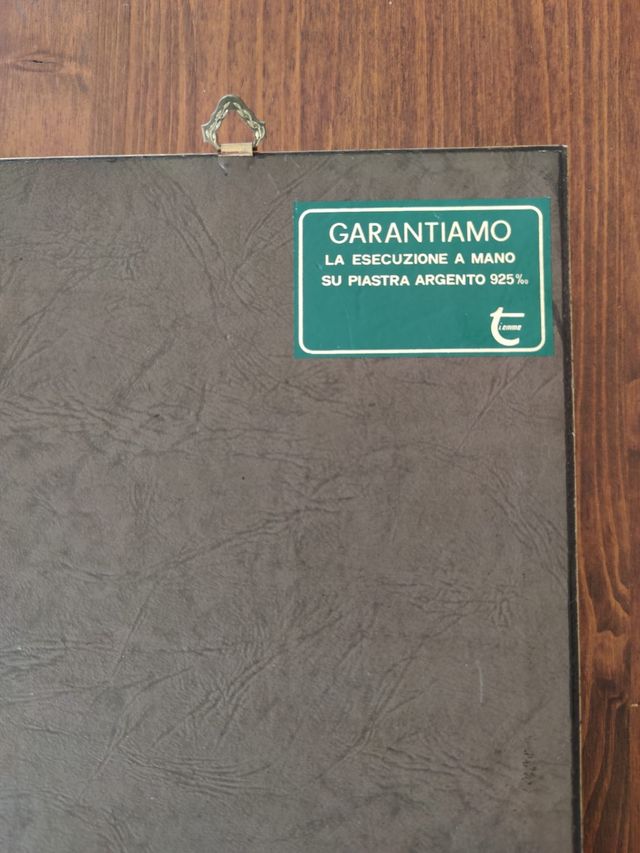 GARANTIAMO
LA ESECUZIONE A MANO
SU PIASTRA ARGENTO 925‰